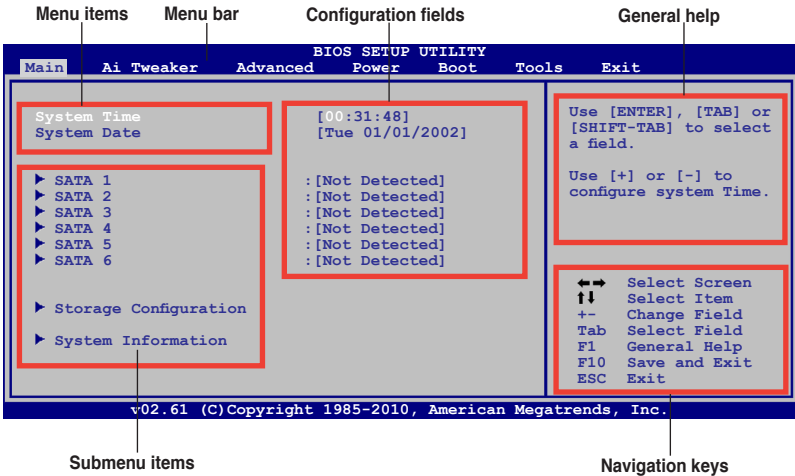 Menu items Menu bar Configuration fields General help
BIOS SETUP UTILITY
Main Ai Tweaker Advanced Power Boot Tools Exit
System Time [00:31:48]
System Date [Tue 01/01/2002]
SATA 1 :[Not Detected]
SATA 2 :[Not Detected]
SATA 3 :[Not Detected]
SATA 4 :[Not Detected]
SATA 5 :[Not Detected]
SATA 6 :[Not Detected]
Storage Configuration
System Information
Use [ENTER], [TAB] or
[SHIFT-TAB] to select
a field.
Use [+] or [-] to
configure system Time.
←→ Select Screen
↑↓ Select Item
+- Change Field
Tab Select Field
F1 General Help
F10 Save and Exit
ESC Exit
v02.61 (C)Copyright 1985-2010, American Megatrends, Inc.
Submenu items Navigation keys